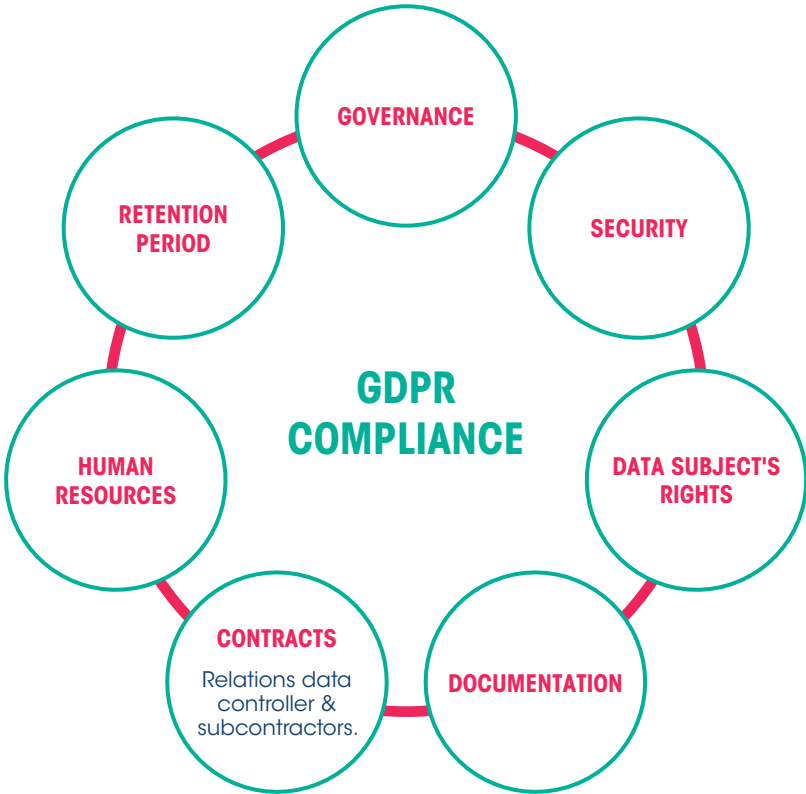 GOVERNANCE
SECURITY
DATA SUBJECT'S
RIGHTS
DOCUMENTATION
CONTRACTS
Relations data
controller &
subcontractors.
HUMAN
RESOURCES
RETENTION
PERIOD
GDPR
COMPLIANCE